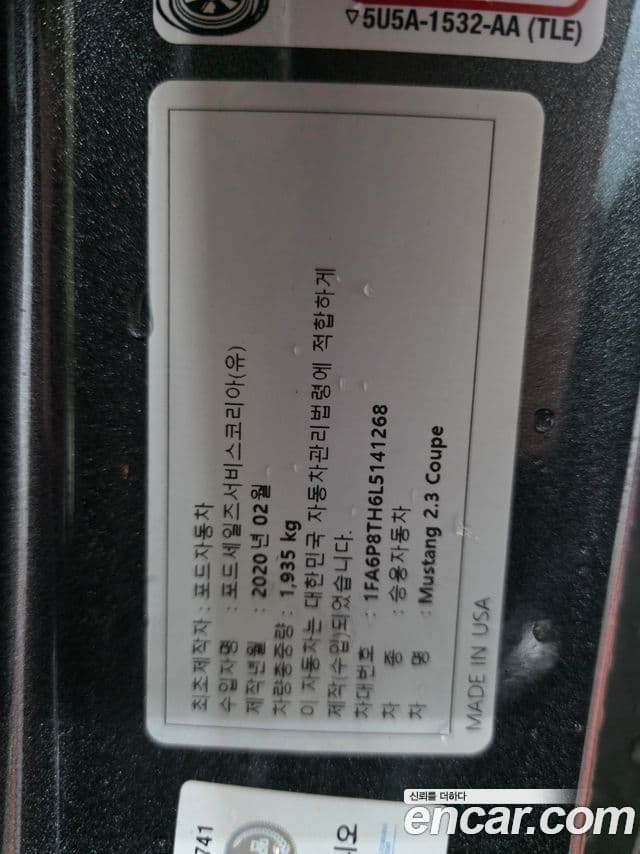 ▽5U5A-1532-AA (TLE)
최초제작자 : 포드자동차
수입자명 : 포드세일즈서비스코리아(유)
제작년월 : 2020년 02월
차량총중량 : 1,935 kg
이 자동차는 대한민국 자동차관리법령에 적합하게
제작(수입)되었습니다.
차대번호 : 1FA6P8TH6L5141268
차 종 : 승용자동차
차 명 : Mustang 2.3 Coupe
MADE IN USA
741
시오
신뢰를 더하다
encar.com